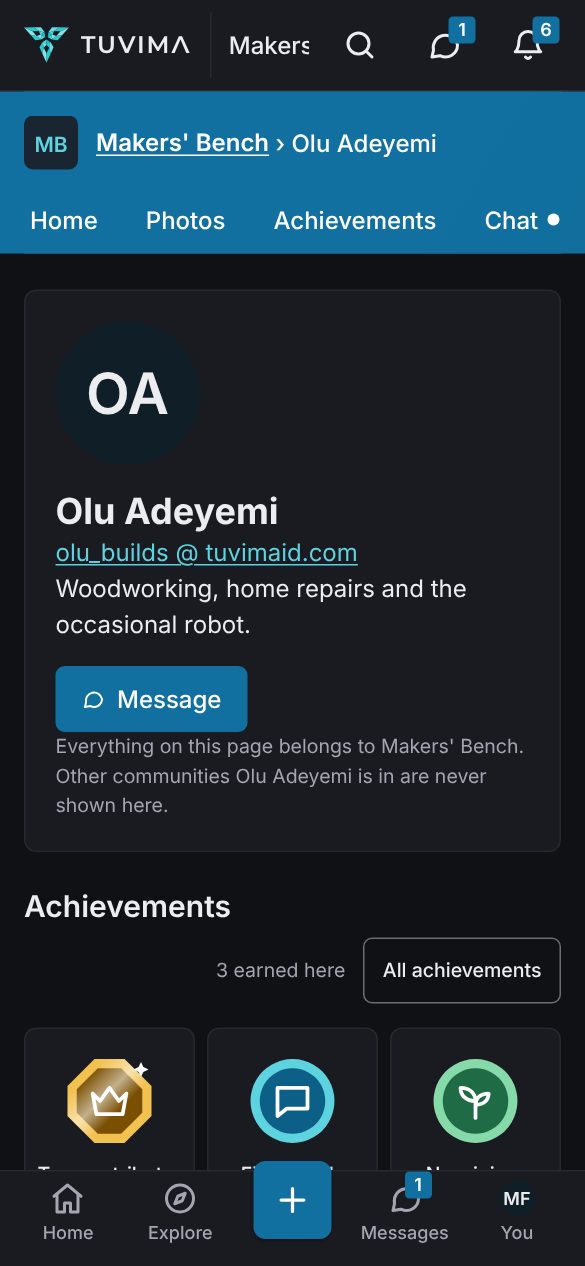 TUVIMA
Makers
1
6
MB
Makers' Bench › Olu Adeyemi
Home
Photos
Achievements
Chat
OA
Olu Adeyemi
olu_builds @ tuvimaid.com
Woodworking, home repairs and the
occasional robot.
Message
Everything on this page belongs to Makers' Bench.
Other communities Olu Adeyemi is in are never
shown here.
Achievements
3 earned here
All achievements
Home
Explore
1
Messages
MF
You